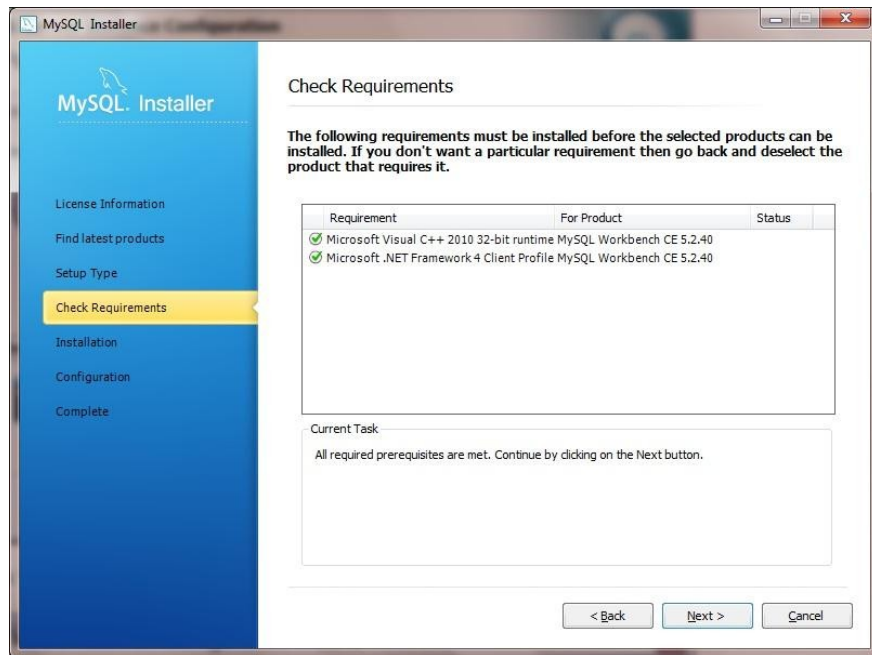 MySQL Installer
MySQL. Installer
License Information
Find latest products
Setup Type
Check Requirements
Installation
Configuration
Complete
Check Requirements
The following requirements must be installed before the selected products can be
installed. If you don't want a particular requirement then go back and deselect the
product that requires it.
Requirement For Product Status
Microsoft Visual C++ 2010 32-bit runtime MySQL Workbench CE 5.2.40
Microsoft .NET Framework 4 Client Profile MySQL Workbench CE 5.2.40
Current Task
All required prerequisites are met. Continue by clicking on the Next button.
< Back Next > Cancel